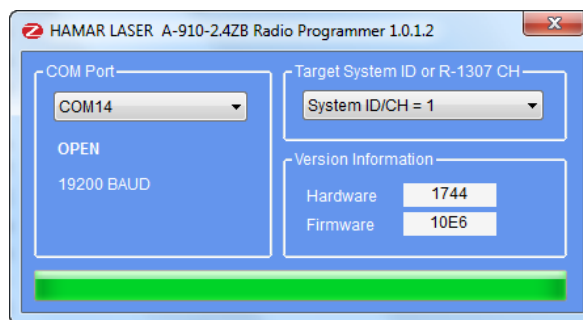 HAMAR LASER A-910-2.4ZB Radio Programmer 1.0.1.2
COM Port
COM14
OPEN
19200 BAUD
Target System ID or R-1307 CH
System ID/CH = 1
Version Information
Hardware 1744
Firmware 10E6